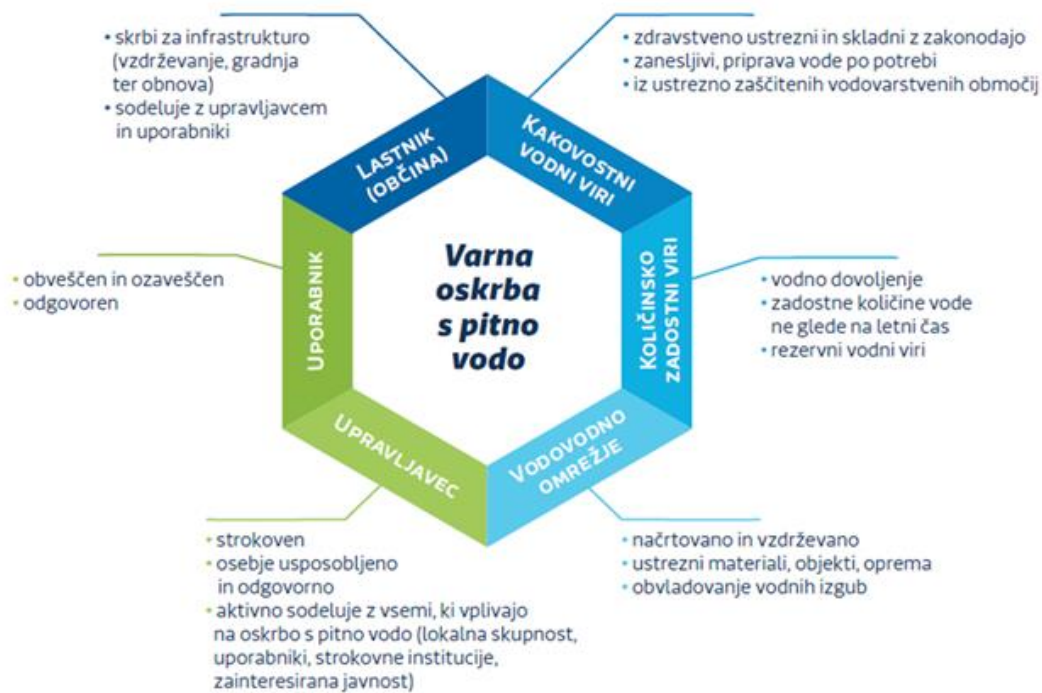 • skrbi za infrastrukturo
(vzdrževanje, gradnja
ter obnova)
• sodeluje z upravljavcem
in uporabniki
• zdravstveno ustrezni in skladni z zakonodajo
• zanesljivi, priprava vode po potrebi
• iz ustrezno zaščitenih vodovarstvenih območij
LASTNIK
(OBČINA)
KAKOVOSTNI
VODNI VIRI
UPORABNIK
• obveščen in ozaveščen
• odgovoren
Varna
oskrba
s pitno
vodo
KOLIČINSKO
ZADOSTNI VIRI
• vodno dovoljenje
• zadostne količine vode
ne glede na letni čas
• rezervni vodni viri
UPRAVLJAVEC
VODOVODNO
OMREŽJE
• strokoven
• osebje usposobljeno
in odgovorno
• aktivno sodeluje z vsemi, ki vplivajo
na oskrbo s pitno vodo (lokalna skupnost,
uporabniki, strokovne institucije,
zainteresirana javnost)
• načrtovano in vzdrževano
• ustrezni materiali, objekti, oprema
• obvladovanje vodnih izgub